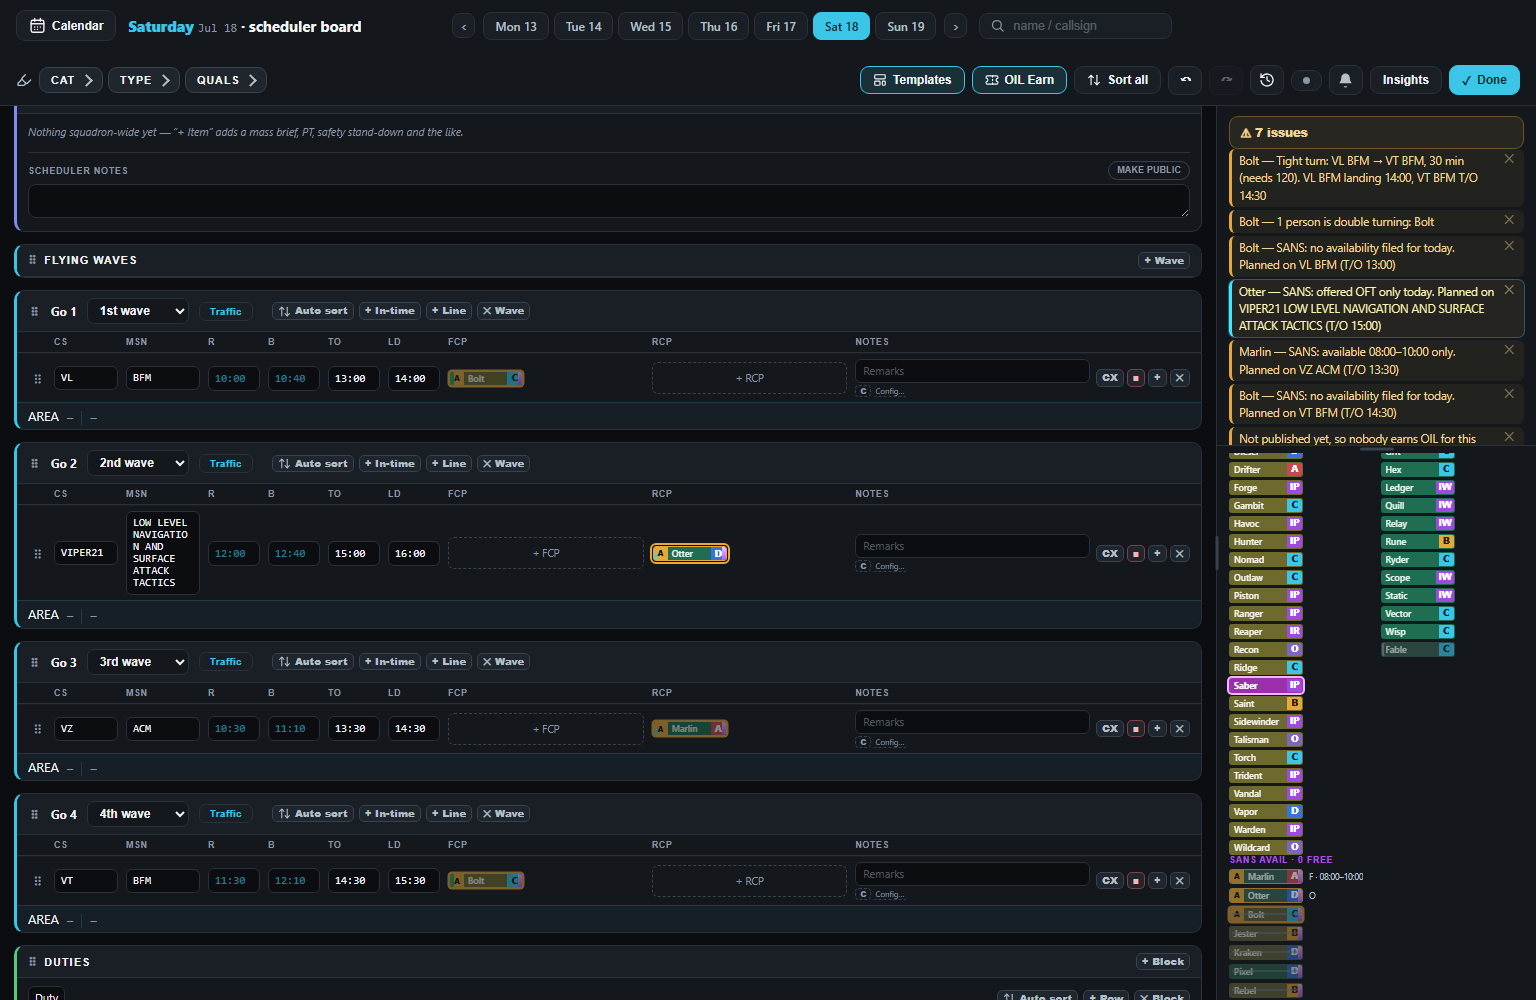 Calendar
Saturday Jul 18 · scheduler board
Mon 13
Tue 14
Wed 15
Thu 16
Fri 17
Sat 18
Sun 19
name / callsign
CAT
TYPE
QUALS
Templates
OIL Earn
Sort all
Insights
✓ Done
Nothing squadron-wide yet — "+ Item" adds a mass brief, PT, safety stand-down and the like.
SCHEDULER NOTES
MAKE PUBLIC
FLYING WAVES
+ Wave
Go 1 1st wave Traffic Auto sort + In-time + Line × Wave
CS MSN R B TO LD FCP RCP NOTES
VL BFM 10:00 10:40 13:00 14:00 A Bolt C + RCP Remarks CX + ×
C Config...
AREA – –
Go 2 2nd wave Traffic Auto sort + In-time + Line × Wave
CS MSN R B TO LD FCP RCP NOTES
VIPER21 LOW LEVEL NAVIGATIO N AND SURFACE ATTACK TACTICS 12:00 12:40 15:00 16:00 + FCP A Otter D Remarks CX + ×
C Config...
AREA – –
Go 3 3rd wave Traffic Auto sort + In-time + Line × Wave
CS MSN R B TO LD FCP RCP NOTES
VZ ACM 10:30 11:10 13:30 14:30 + FCP A Marlin A Remarks CX + ×
C Config...
AREA – –
Go 4 4th wave Traffic Auto sort + In-time + Line × Wave
CS MSN R B TO LD FCP RCP NOTES
VT BFM 11:30 12:10 14:30 15:30 A Bolt C + RCP Remarks CX + ×
C Config...
AREA – –
DUTIES
+ Block
Duty Auto sort + Row × Block
⚠ 7 issues
Bolt — Tight turn: VL BFM → VT BFM, 30 min
(needs 120). VL BFM landing 14:00, VT BFM T/O
14:30
Bolt — 1 person is double turning: Bolt
Bolt — SANS: no availability filed for today.
Planned on VL BFM (T/O 13:00)
Otter — SANS: offered OFT only today. Planned on
VIPER21 LOW LEVEL NAVIGATION AND SURFACE
ATTACK TACTICS (T/O 15:00)
Marlin — SANS: available 08:00–10:00 only.
Planned on VZ ACM (T/O 13:30)
Bolt — SANS: no availability filed for today.
Planned on VT BFM (T/O 14:30)
Not published yet, so nobody earns OIL for this
Drifter A
Forge IP
Gambit C
Havoc IP
Hunter IP
Nomad C
Outlaw C
Piston IP
Ranger IP
Reaper IR
Recon O
Ridge C
Saber IP
Saint B
Sidewinder IP
Talisman O
Torch C
Trident IP
Vandal IP
Vapor D
Warden IP
Wildcard O
Hex C
Ledger IW
Quill IW
Relay IW
Rune B
Ryder C
Scope IW
Static IW
Vector C
Wisp C
Fable C
SANS AVAIL · 0 FREE
A Marlin A F · 08:00–10:00
A Otter D O
A Bolt C
Jester B
Kraken D
Pixel D
Rebel B